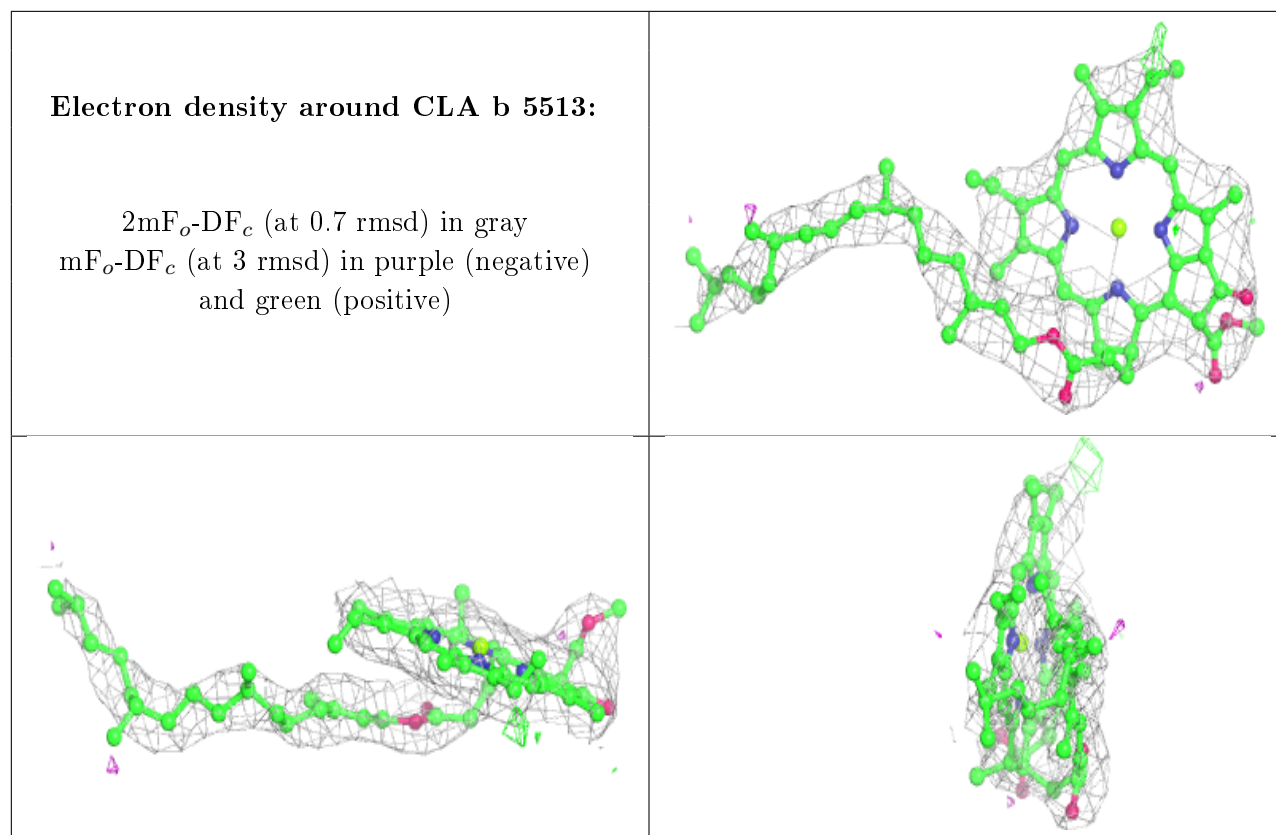 Electron density around CLA b 5513:
2mFₒ-DF𝒸 (at 0.7 rmsd) in gray
mFₒ-DF𝒸 (at 3 rmsd) in purple (negative)
and green (positive)